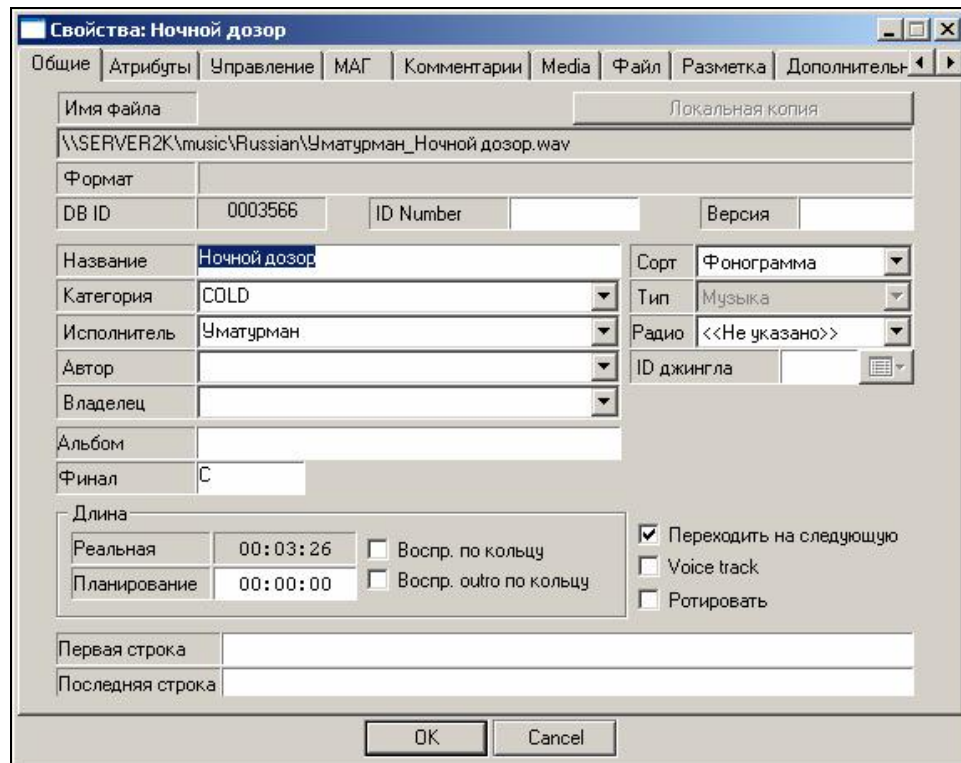 Свойства: Ночной дозор
Общие Атрибуты Управление МАГ Комментарии Media Файл Разметка Дополнительн
Имя файла Локальная копия
\\SERVER2K\music\Russian\Уматурман_Ночной дозор.wav
Формат
DB ID 0003566 ID Number Версия
Название Ночной дозор Сорт Фонограмма
Категория COLD Тип Музыка
Исполнитель Уматурман Радио <<Не указано>>
Автор ID джингла
Владелец
Альбом
Финал C
Длина
Реальная 00:03:26 Воспр. по кольцу Переходить на следующую
Планирование 00:00:00 Воспр. outro по кольцу Voice track
Ротировать
Первая строка
Последняя строка
OK Cancel